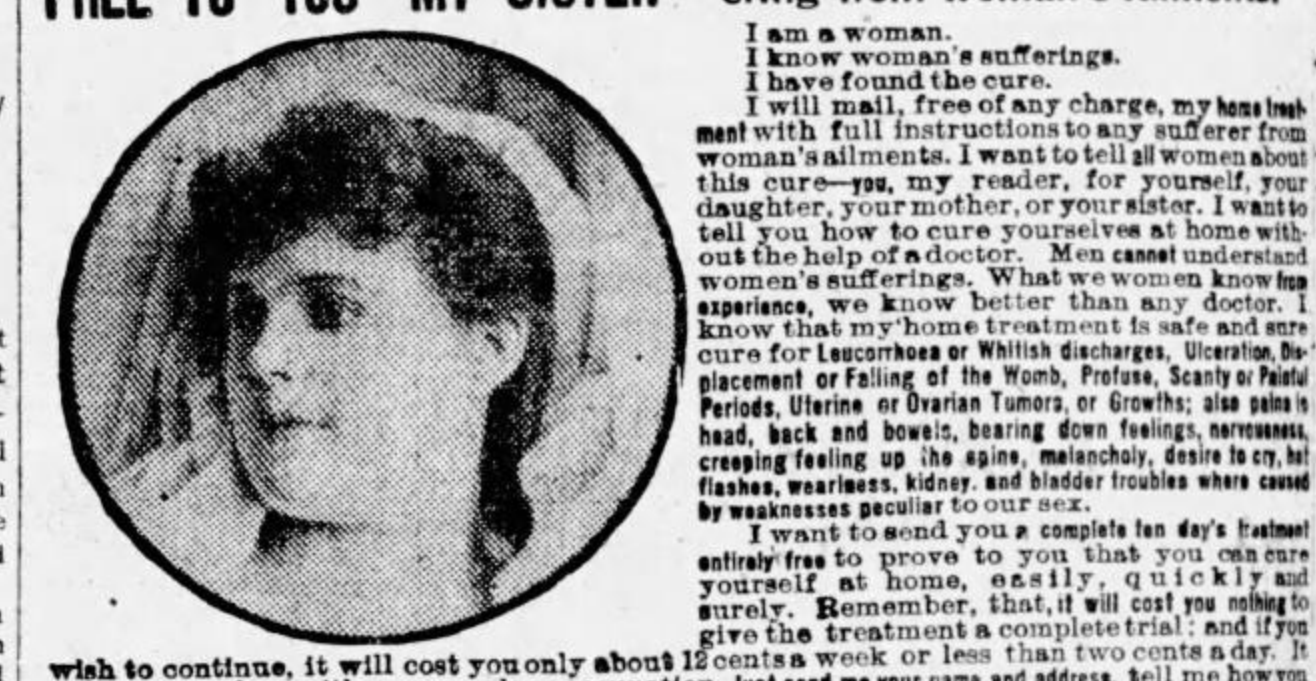 FREE TO YOU MY SISTER
I am a woman.
I know woman's sufferings.
I have found the cure.
I will mail, free of any charge, my home treat-
ment with full instructions to any sufferer from
woman's ailments. I want to tell all women about
this cure—you, my reader, for yourself, your
daughter, your mother, or your sister. I want to
tell you how to cure yourselves at home with-
out the help of a doctor. Men cannot understand
women's sufferings. What we women know from
experience, we know better than any doctor. I
know that my home treatment is safe and sure
cure for Leucorrhoea or Whitish discharges, Ulceration, Dis-
placement or Falling of the Womb, Profuse, Scanty or Painful
Periods, Uterine or Ovarian Tumors, or Growths; also pains in
head, back and bowels, bearing down feelings, nervousness,
creeping feeling up the spine, melancholy, desire to cry, hot
flashes, weariness, kidney. and bladder troubles where caused
by weaknesses peculiar to our sex.
I want to send you a complete ten day's treatment
entirely free to prove to you that you can cure
yourself at home, easily, quickly and
surely. Remember, that, it will cost you nothing to
give the treatment a complete trial; and if you
wish to continue, it will cost you only about 12 cents a week or less than two cents a day. It
just send me your name and address, tell me how you